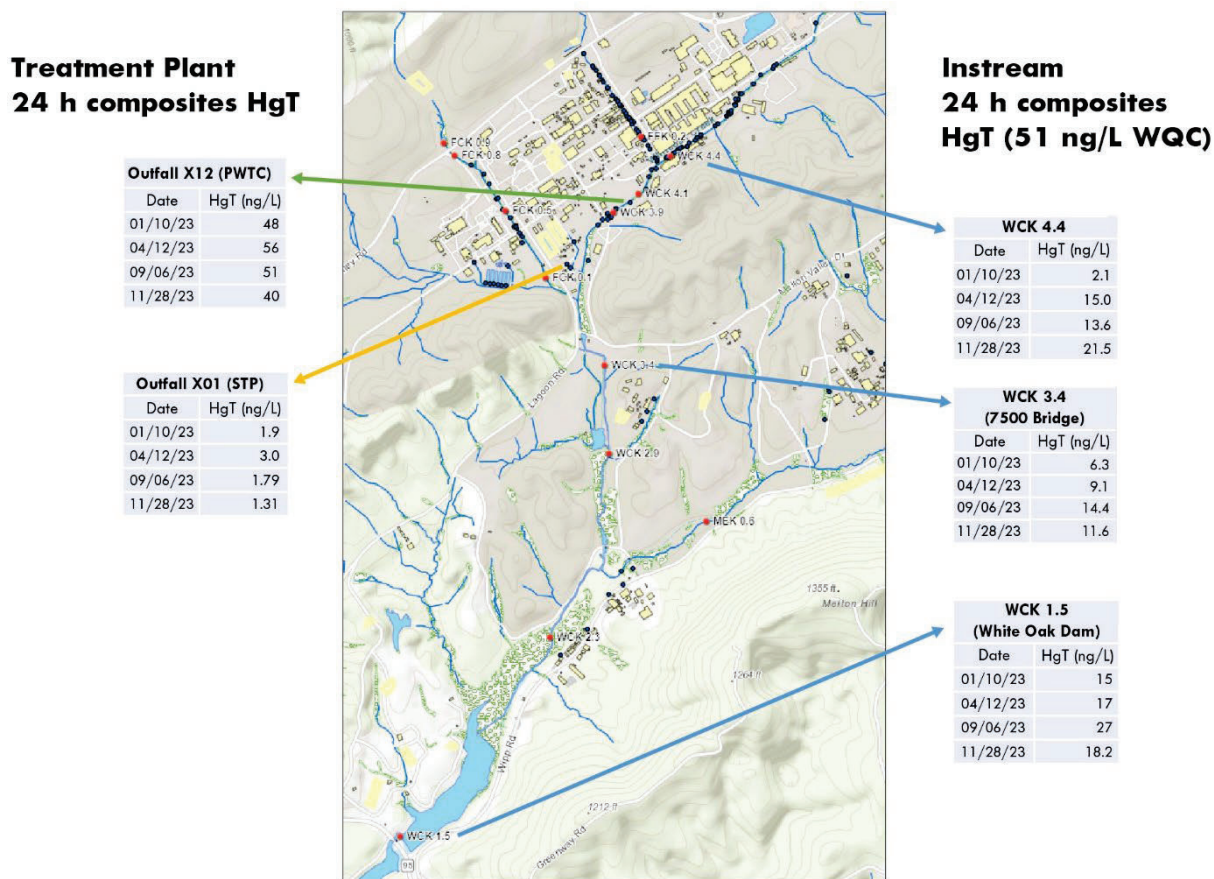 Treatment Plant
24 h composites HgT
Outfall X12 (PWTC)
Date HgT (ng/L)
01/10/23 48
04/12/23 56
09/06/23 51
11/28/23 40
Outfall X01 (STP)
Date HgT (ng/L)
01/10/23 1.9
04/12/23 3.0
09/06/23 1.79
11/28/23 1.31
FCK 0.9
FCK 0.8
FFK 0.2
WCK 4.4
WCK 4.1
FCK 0.5
WCK 3.9
FCK 0.1
Melton Valley Dr
WCK 3.4
Lagoon Rd
WCK 2.9
MEK 0.6
1355 ft.
Melton Hill
WCK 2.3
1264 ft
Wipp Rd
1212 ft
WCK 1.5
Greenway Rd
95
Instream
24 h composites
HgT (51 ng/L WQC)
WCK 4.4
Date HgT (ng/L)
01/10/23 2.1
04/12/23 15.0
09/06/23 13.6
11/28/23 21.5
WCK 3.4
(7500 Bridge)
Date HgT (ng/L)
01/10/23 6.3
04/12/23 9.1
09/06/23 14.4
11/28/23 11.6
WCK 1.5
(White Oak Dam)
Date HgT (ng/L)
01/10/23 15
04/12/23 17
09/06/23 27
11/28/23 18.2